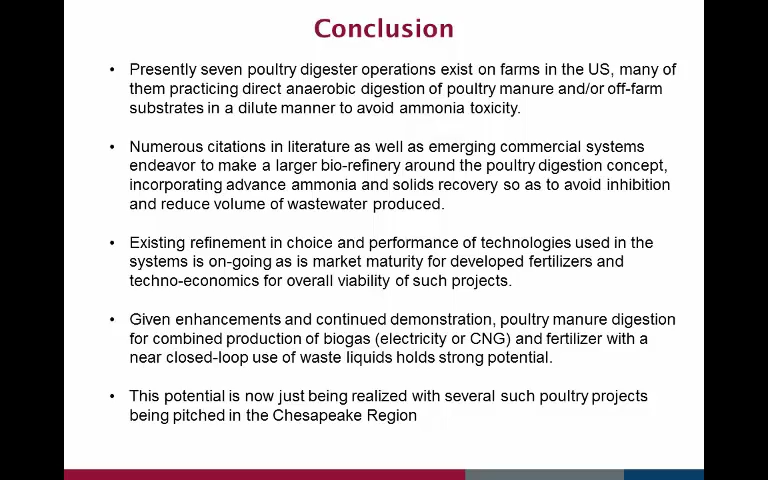 Conclusion
• Presently seven poultry digester operations exist on farms in the US, many of
them practicing direct anaerobic digestion of poultry manure and/or off-farm
substrates in a dilute manner to avoid ammonia toxicity.
• Numerous citations in literature as well as emerging commercial systems
endeavor to make a larger bio-refinery around the poultry digestion concept,
incorporating advance ammonia and solids recovery so as to avoid inhibition
and reduce volume of wastewater produced.
• Existing refinement in choice and performance of technologies used in the
systems is on-going as is market maturity for developed fertilizers and
techno-economics for overall viability of such projects.
• Given enhancements and continued demonstration, poultry manure digestion
for combined production of biogas (electricity or CNG) and fertilizer with a
near closed-loop use of waste liquids holds strong potential.
• This potential is now just being realized with several such poultry projects
being pitched in the Chesapeake Region